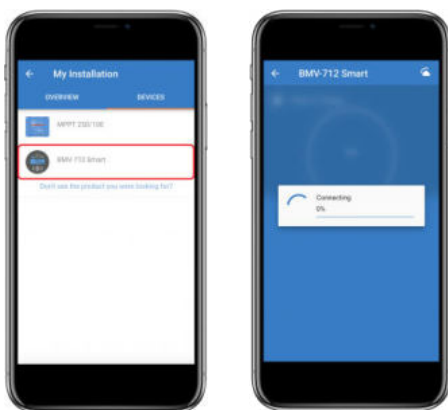 My Installation
OVERVIEW
DEVICES
MPPT 250/100
BMV-712 Smart
Don't see the product you were looking for?
BMV-712 Smart
Connecting
0%